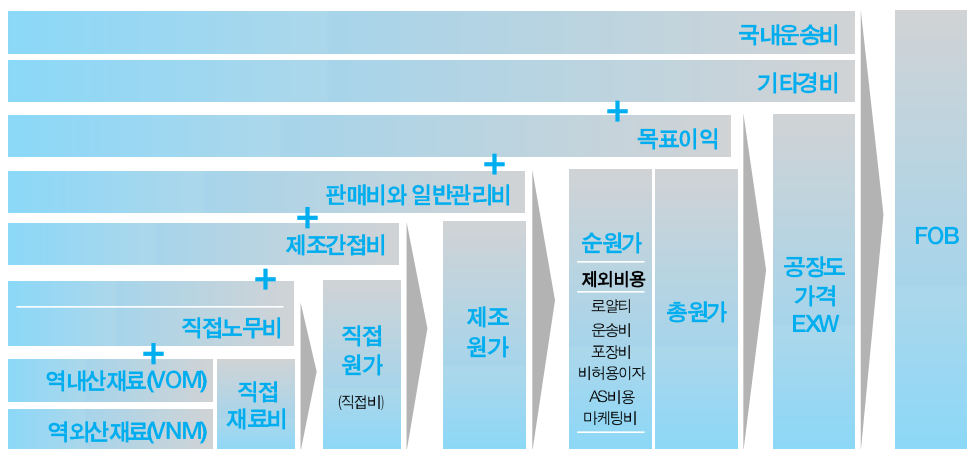 국내운송비
기타경비
+
목표이익
+
판매비와 일반관리비
+
제조간접비
+
직접노무비
+
역내산재료(VOM)
역외산재료(VNM)
직접
재료비
직접
원가
(직접비)
제조
원가
순원가
제외비용
로얄티
운송비
포장비
비허용이자
AS비용
마케팅비
총원가
공장도
가격
EXW
FOB